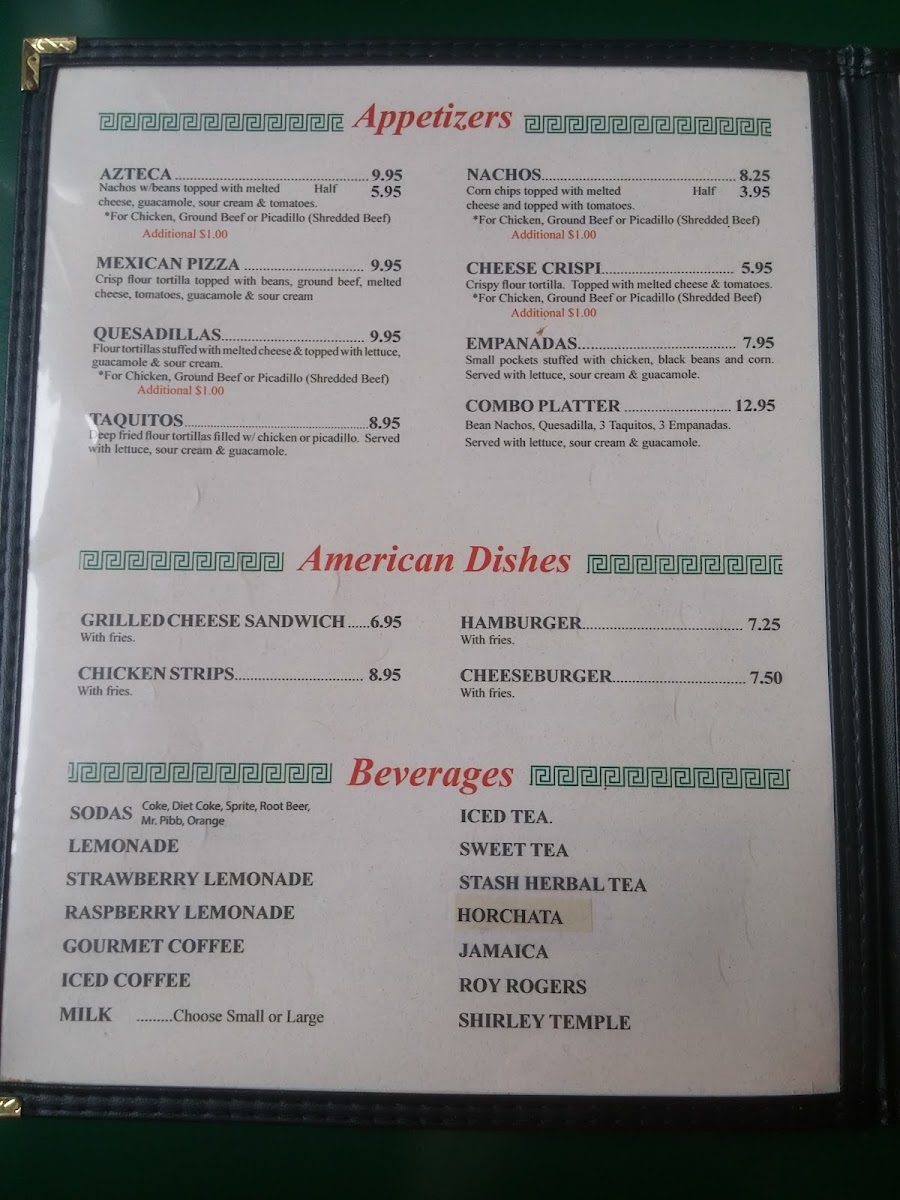 Appetizers
AZTECA........................................9.95
Nachos w/beans topped with melted Half 5.95
cheese, guacamole, sour cream & tomatoes.
*For Chicken, Ground Beef or Picadillo (Shredded Beef)
Additional $1.00
MEXICAN PIZZA .............................. 9.95
Crisp flour tortilla topped with beans, ground beef, melted
cheese, tomatoes, guacamole & sour cream
QUESADILLAS.................................... 9.95
Flour tortillas stuffed with melted cheese & topped with lettuce,
guacamole & sour cream.
*For Chicken, Ground Beef or Picadillo (Shredded Beef)
Additional $1.00
TAQUITOS..............................................8.95
Deep fried flour tortillas filled w/ chicken or picadillo. Served
with lettuce, sour cream & guacamole.
NACHOS................................................8.25
Corn chips topped with melted Half 3.95
cheese and topped with tomatoes.
*For Chicken, Ground Beef or Picadillo (Shredded Beef)
Additional $1.00
CHEESE CRISPI................................. 5.95
Crispy flour tortilla. Topped with melted cheese & tomatoes.
*For Chicken, Ground Beef or Picadillo (Shredded Beef)
Additional $1.00
EMPANADAS....................................... 7.95
Small pockets stuffed with chicken, black beans and corn.
Served with lettuce, sour cream & guacamole.
COMBO PLATTER ........................... 12.95
Bean Nachos, Quesadilla, 3 Taquitos, 3 Empanadas.
Served with lettuce, sour cream & guacamole.
American Dishes
GRILLED CHEESE SANDWICH......6.95
With fries.
CHICKEN STRIPS................................ 8.95
With fries.
HAMBURGER........................................ 7.25
With fries.
CHEESEBURGER.................................. 7.50
With fries.
Beverages
SODAS Coke, Diet Coke, Sprite, Root Beer,
Mr. Pibb, Orange
LEMONADE
STRAWBERRY LEMONADE
RASPBERRY LEMONADE
GOURMET COFFEE
ICED COFFEE
MILK .........Choose Small or Large
ICED TEA.
SWEET TEA
STASH HERBAL TEA
HORCHATA
JAMAICA
ROY ROGERS
SHIRLEY TEMPLE